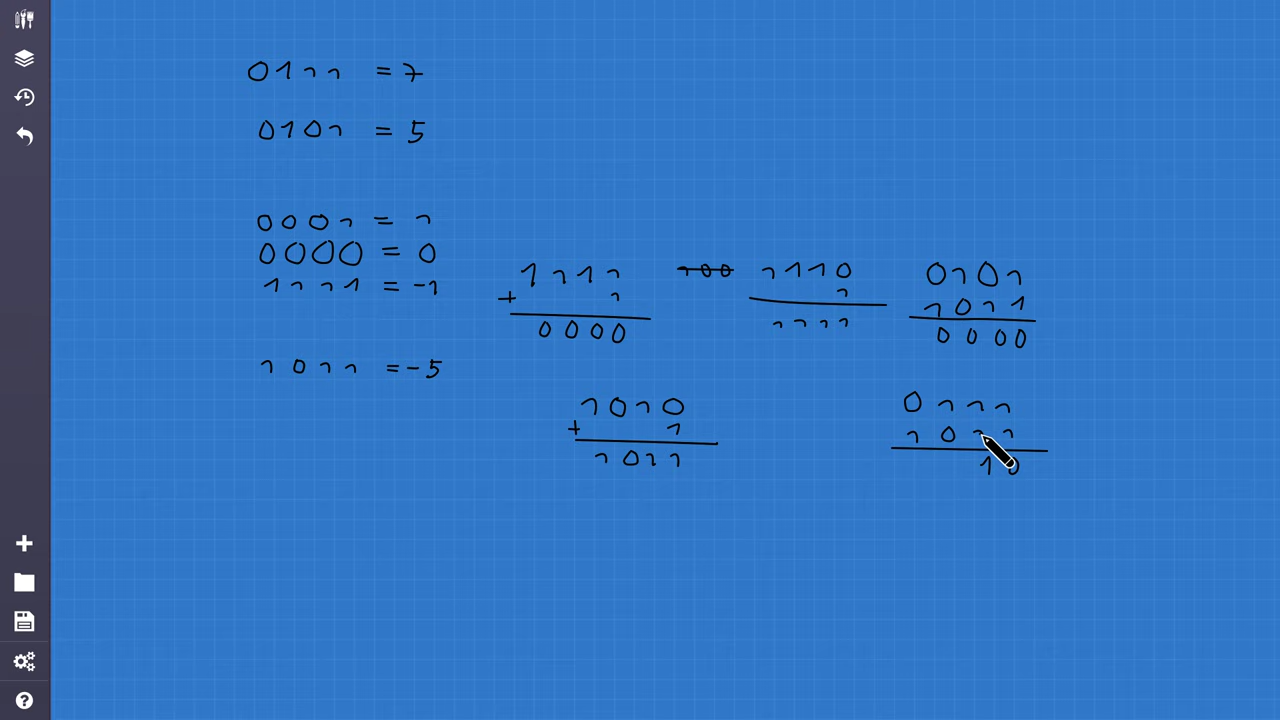 0111 = 7
0101 = 5
0001 = 1
0000 = 0
1111 = -1
1011 = -5
1111
+ 1
0000
100
1110
1
1111
0101
1011
0000
1010
+ 1
1011
0111
1011
10
?